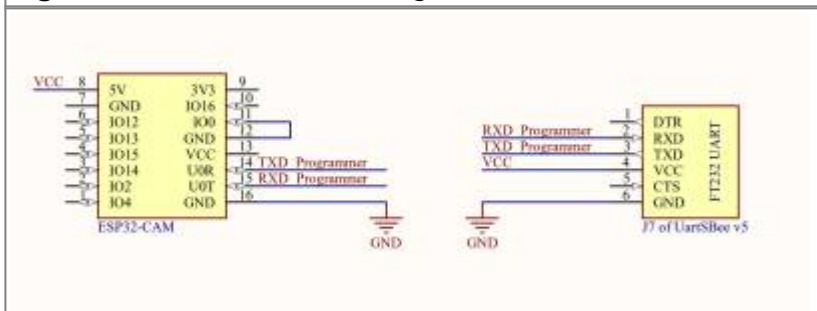 VCC 8 5V 3V3 9
7 GND IO16 10
6 IO12 IO0 11
5 IO13 GND 12
4 IO15 VCC 13
3 IO14 U0R 14 TXD Programmer
2 IO2 U0T 15 RXD Programmer
1 IO4 GND 16
ESP32-CAM
GND
1 DTR
RXD Programmer 2 RXD
TXD Programmer 3 TXD
VCC 4 VCC
5 CTS
6 GND
FT232 UART
J7 of UartSBee v5
GND